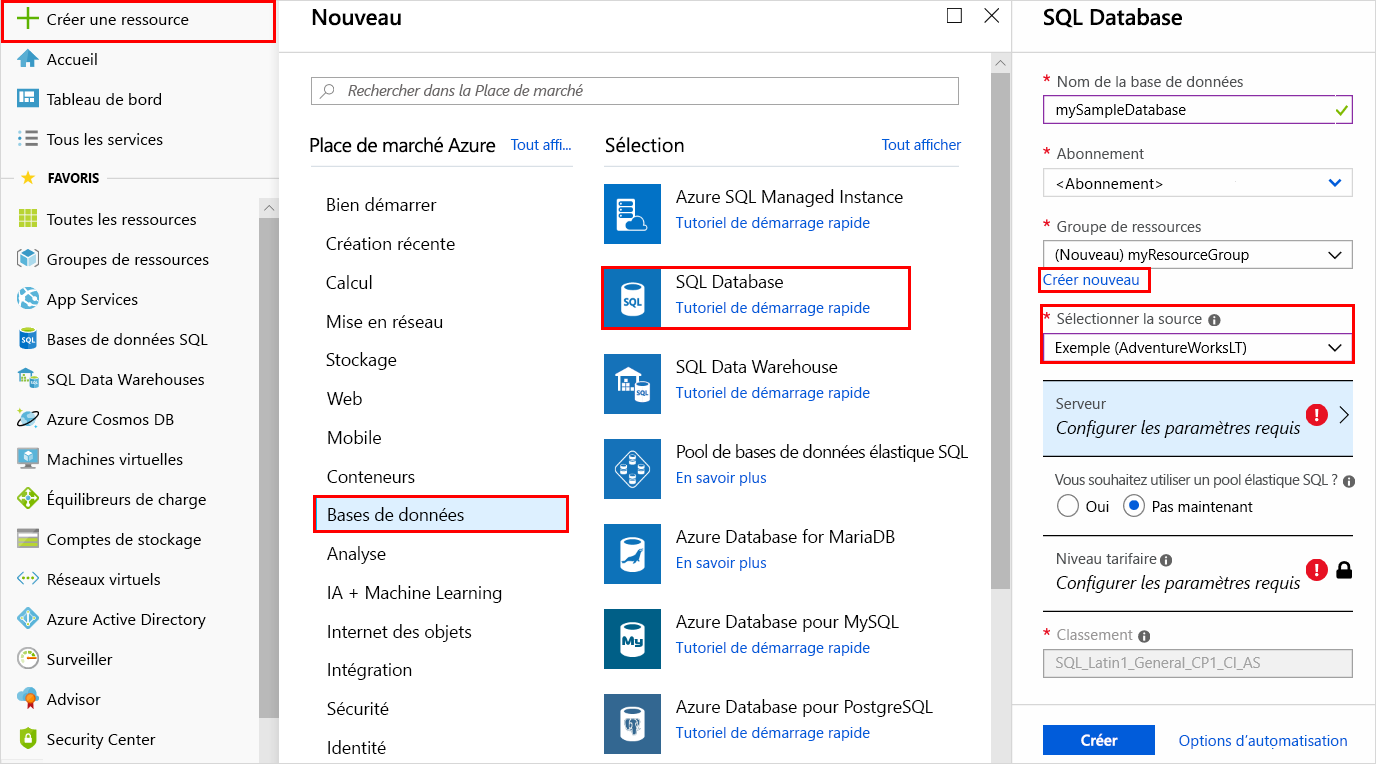 Créer une ressource
Accueil
Tableau de bord
Tous les services
FAVORIS
Toutes les ressources
Groupes de ressources
App Services
Bases de données SQL
SQL Data Warehouses
Azure Cosmos DB
Machines virtuelles
Équilibreurs de charge
Comptes de stockage
Réseaux virtuels
Azure Active Directory
Surveiller
Advisor
Security Center
Nouveau
Rechercher dans la Place de marché
Place de marché Azure Tout affi...
Bien démarrer
Création récente
Calcul
Mise en réseau
Stockage
Web
Mobile
Conteneurs
Bases de données
Analyse
IA + Machine Learning
Internet des objets
Intégration
Sécurité
Identité
Sélection Tout afficher
Azure SQL Managed Instance
Tutoriel de démarrage rapide
SQL
SQL Database
Tutoriel de démarrage rapide
SQL Data Warehouse
Tutoriel de démarrage rapide
Pool de bases de données élastique SQL
En savoir plus
Azure Database for MariaDB
En savoir plus
My
Azure Database pour MySQL
Tutoriel de démarrage rapide
Azure Database pour PostgreSQL
Tutoriel de démarrage rapide
SQL Database
* Nom de la base de données
mySampleDatabase
* Abonnement
<Abonnement>
* Groupe de ressources
(Nouveau) myResourceGroup
Créer nouveau
* Sélectionner la source
Exemple (AdventureWorksLT)
Serveur
Configurer les paramètres requis
Vous souhaitez utiliser un pool élastique SQL ?
Oui Pas maintenant
Niveau tarifaire
Configurer les paramètres requis
* Classement
SQL_Latin1_General_CP1_CI_AS
Créer Options d'automatisation